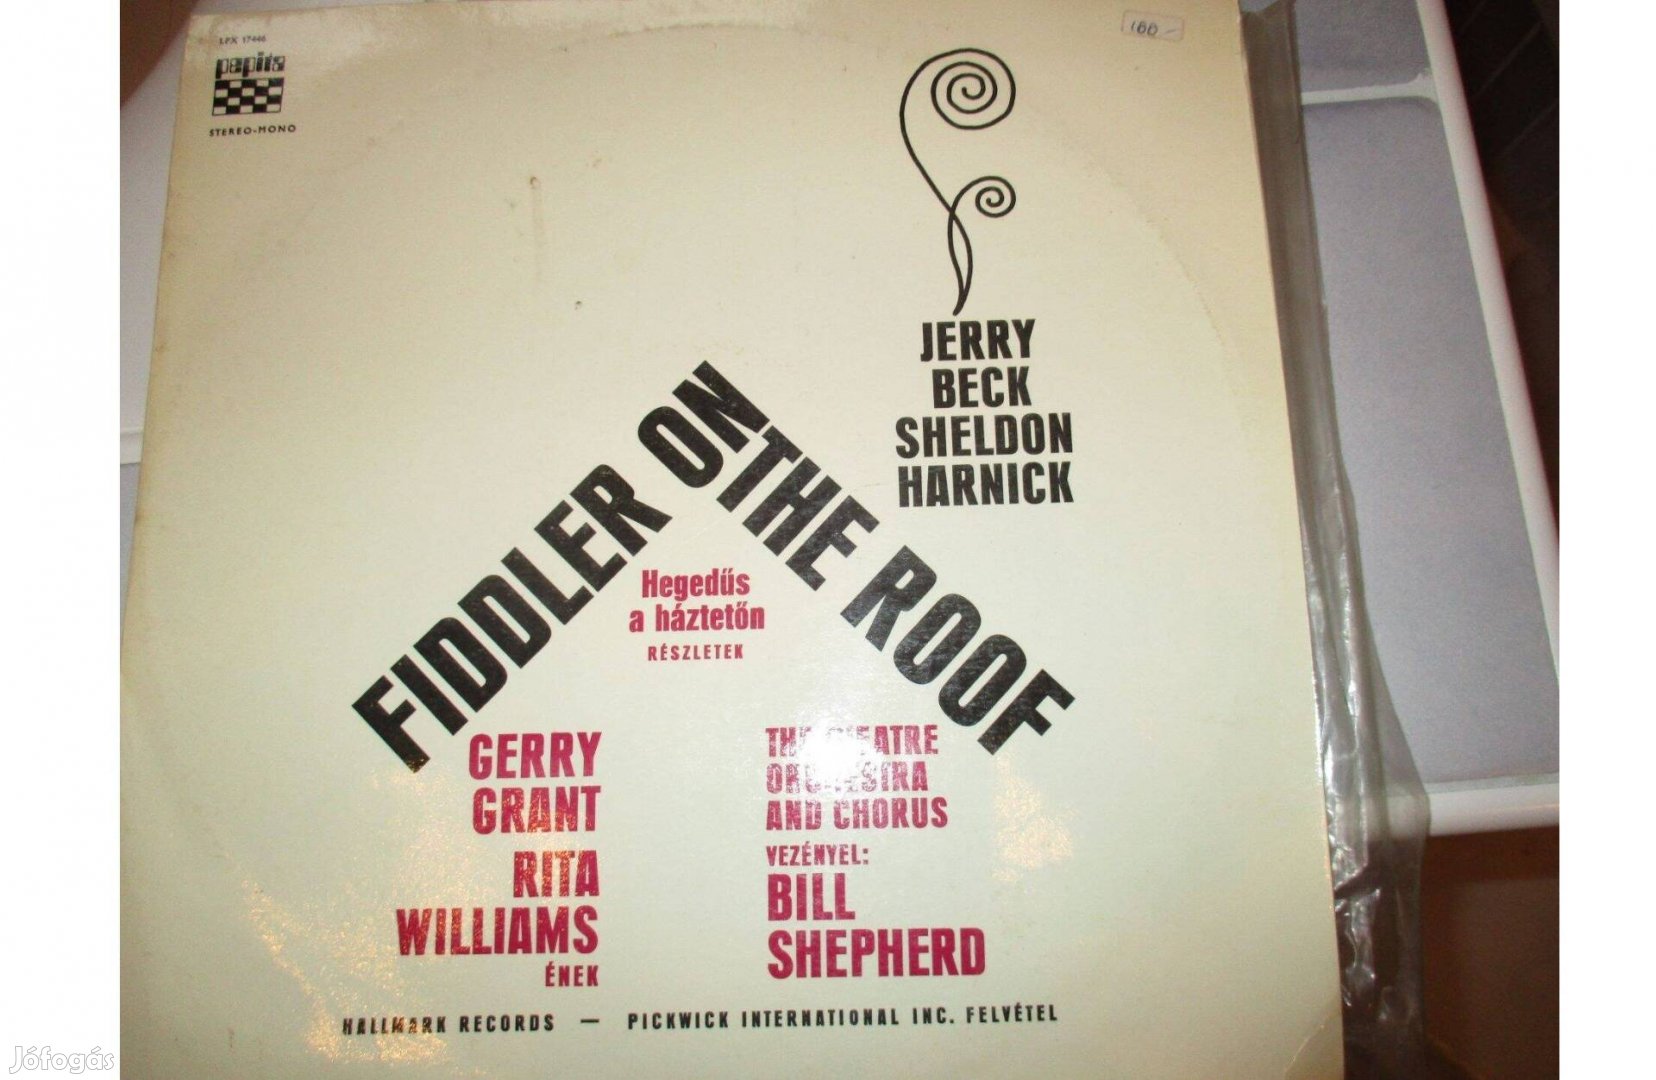 LPX 17446
pepita
STEREO-MONO
100-
JERRY
BECK
SHELDON
HARNICK
FIDDLER ON
THE ROOF
Hegedűs
a háztetőn
RÉSZLETEK
GERRY
GRANT
RITA
WILLIAMS
ÉNEK
THE THEATRE
ORCHESTRA
AND CHORUS
VEZÉNYEL:
BILL
SHEPHERD
HALLMARK RECORDS — PICKWICK INTERNATIONAL INC. FELVÉTEL
Jófogás